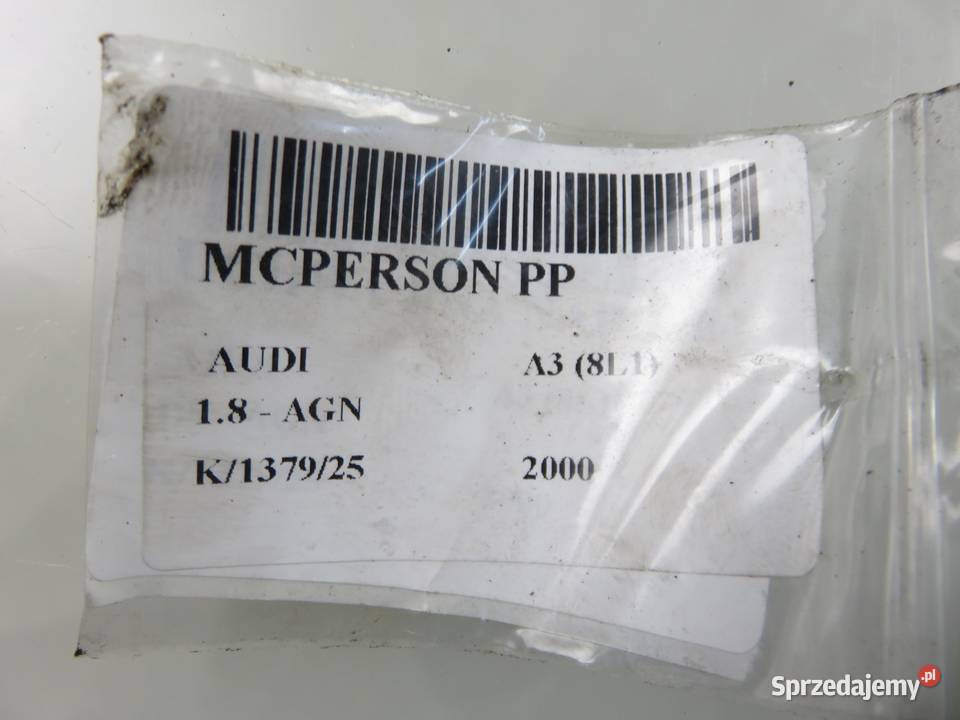 MCPERSON PP
AUDI A3 (8L1)
1.8 - AGN
K/1379/25 2000
Sprzedajemy.pl